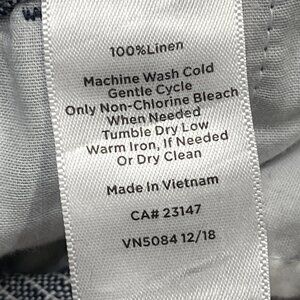 100%Linen
Machine Wash Cold
Gentle Cycle
Only Non-Chlorine Bleach
When Needed
Tumble Dry Low
Warm Iron, If Needed
Or Dry Clean
Made In Vietnam
CA# 23147
VN5084 12/18